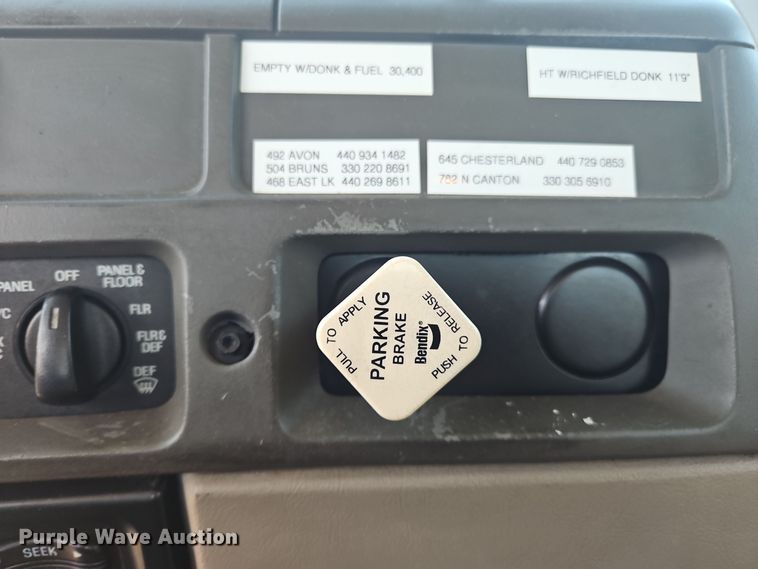 EMPTY W/DONK & FUEL 30,400
HT W/RICHFIELD DONK 11'9"
492 AVON 440 934 1482
504 BRUNS 330 220 8691
468 EAST LK 440 269 8611
645 CHESTERLAND 440 729 0853
782 N CANTON 330 305 6910
PANEL
OFF
PANEL &
FLOOR
FLR
FLR&
DEF
DEF
PULL TO APPLY
PARKING
BRAKE
Bendix
PUSH TO RELEASE
SEEK
Purple Wave Auction